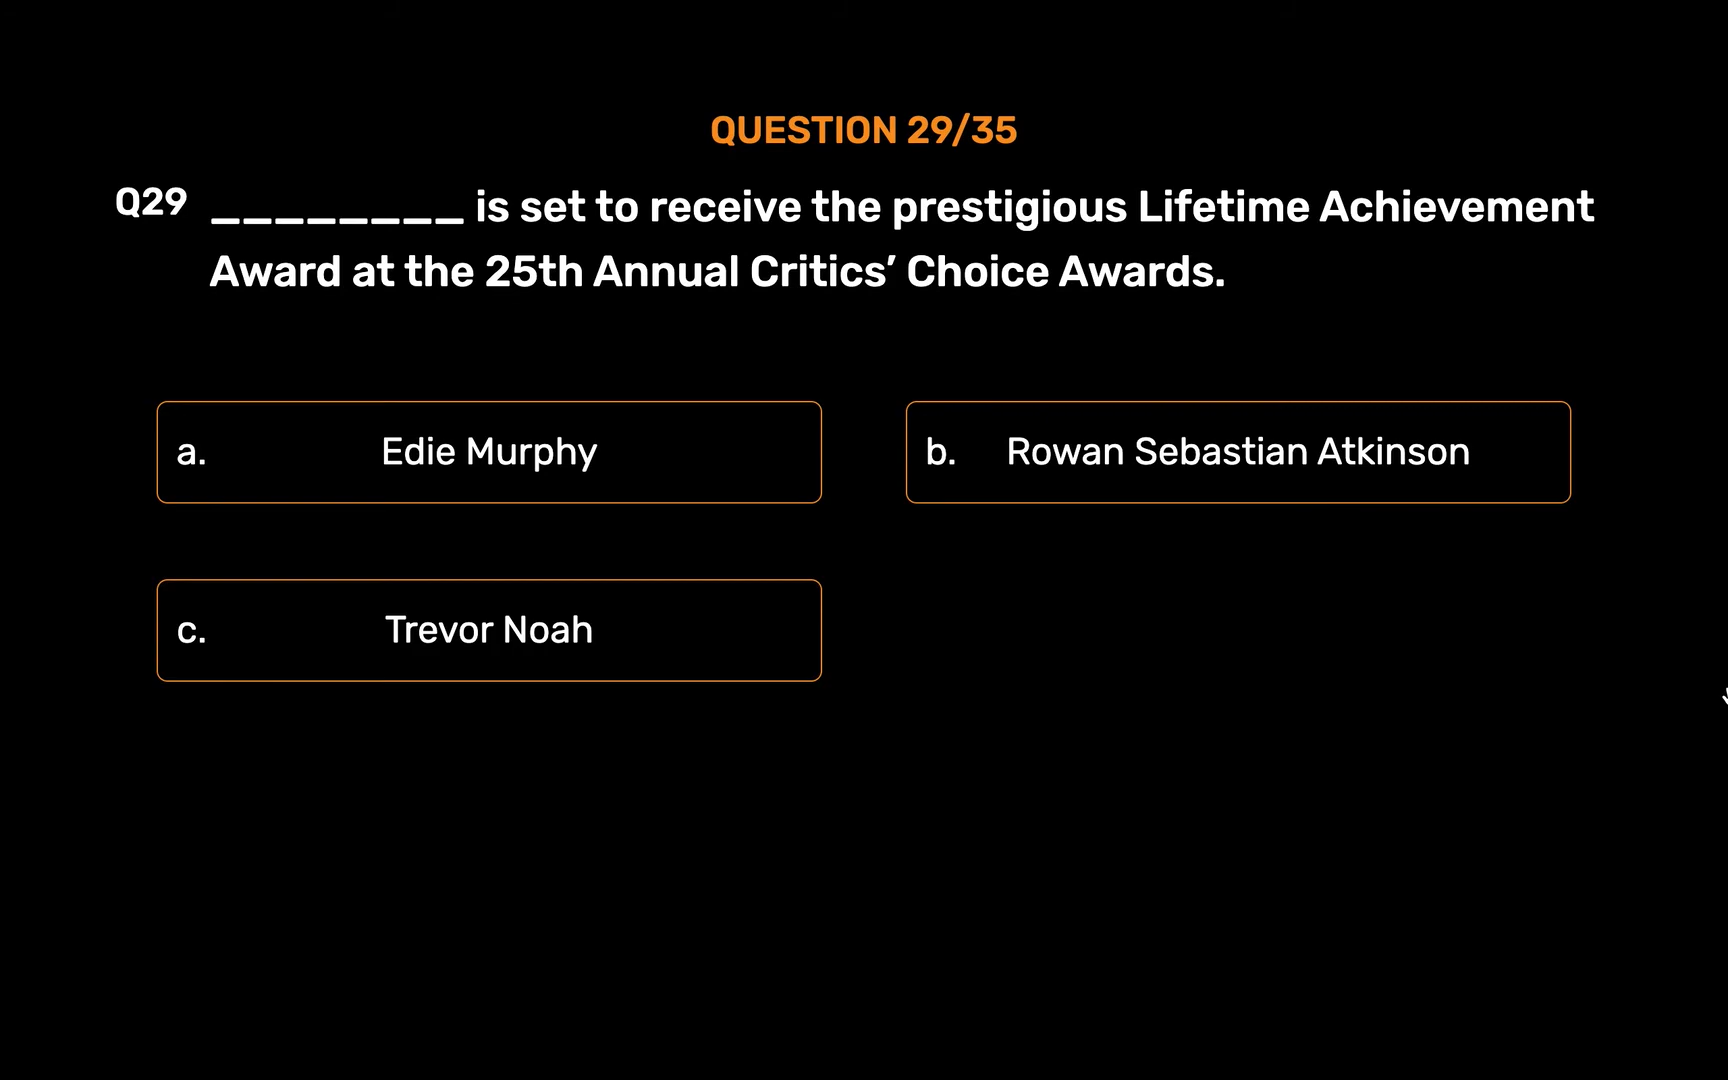 QUESTION 29/35
Q29 ________ is set to receive the prestigious Lifetime Achievement
Award at the 25th Annual Critics’ Choice Awards.
a. Edie Murphy
b. Rowan Sebastian Atkinson
c. Trevor Noah